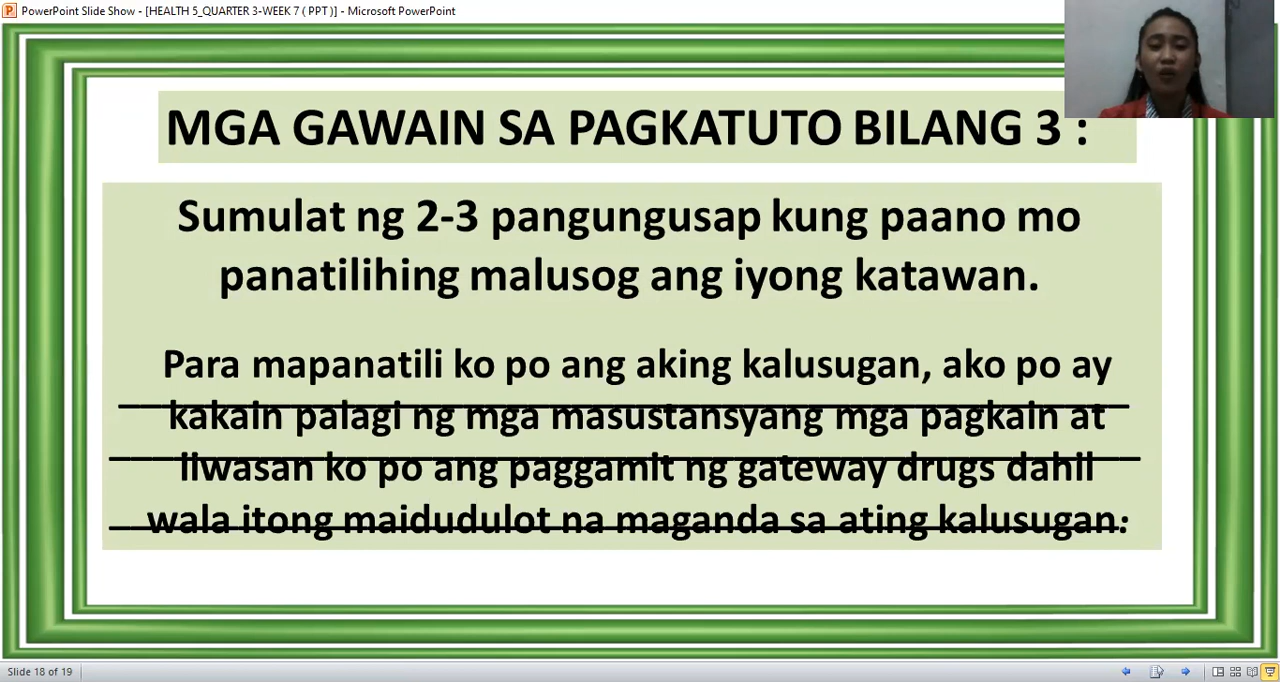 PowerPoint Slide Show - [HEALTH 5_QUARTER 3-WEEK 7 ( PPT )] - Microsoft PowerPoint
MGA GAWAIN SA PAGKATUTO BILANG 3 :
Sumulat ng 2-3 pangungusap kung paano mo
panatilihing malusog ang iyong katawan.
Para mapanatili ko po ang aking kalusugan, ako po ay
kakain palagi ng mga masustansyang mga pagkain at
iiwasan ko po ang paggamit ng gateway drugs dahil
wala itong maidudulot na maganda sa ating kalusugan.
Slide 18 of 19